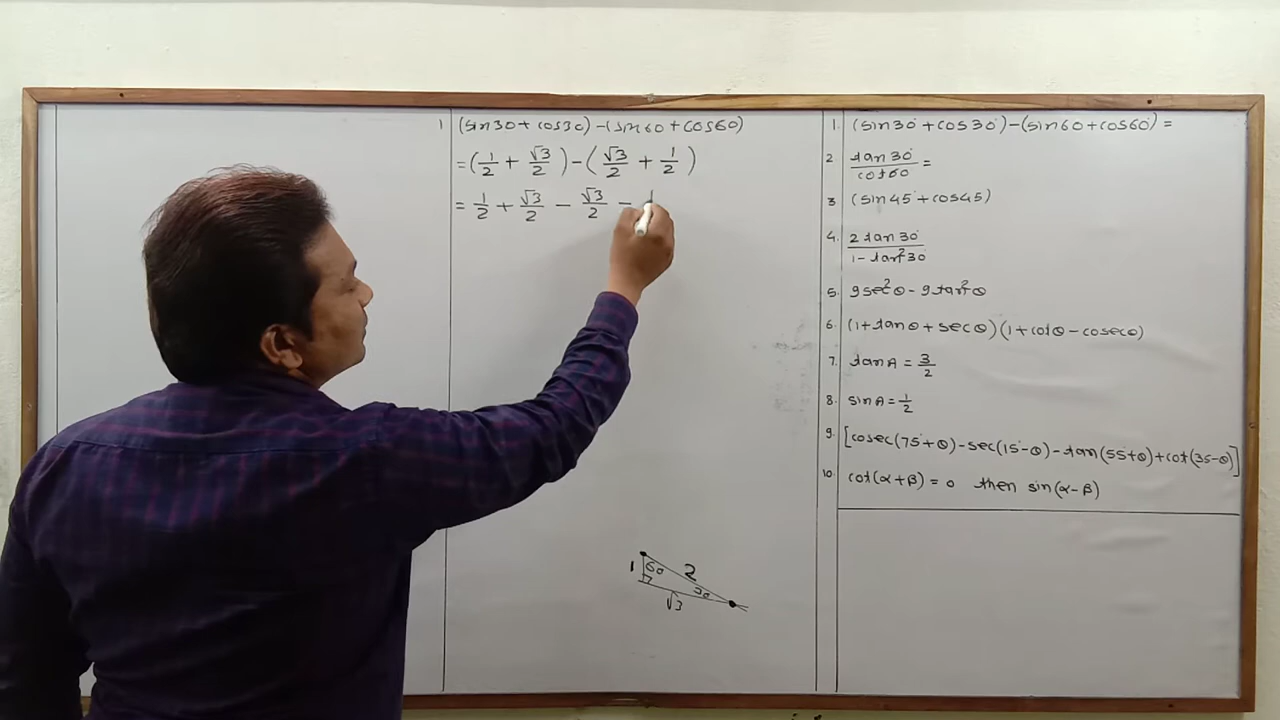 1 (sin30 + cos30) - (sin60 + cos60)
= (1/2 + √3/2) - (√3/2 + 1/2)
= 1/2 + √3/2 - √3/2 -
1 60 2
30
√3
1. (sin30° + cos30°) - (sin60 + cos60°) =
2. tan30° / cot60 =
3 (sin45 + cos45)
4. 2 tan30° / 1 - tan²30°
5. 9sec²θ - 9tan²θ
6. (1 + tanθ + secθ)(1 + cotθ - cosecθ)
7. tanA = 3/2
8. sinA = 1/2
9. [cosec(75° + θ) - sec(15° - θ) - tan(55 + θ) + cot(35 - θ)]
10. cot(α + β) = 0 then sin(α - β)